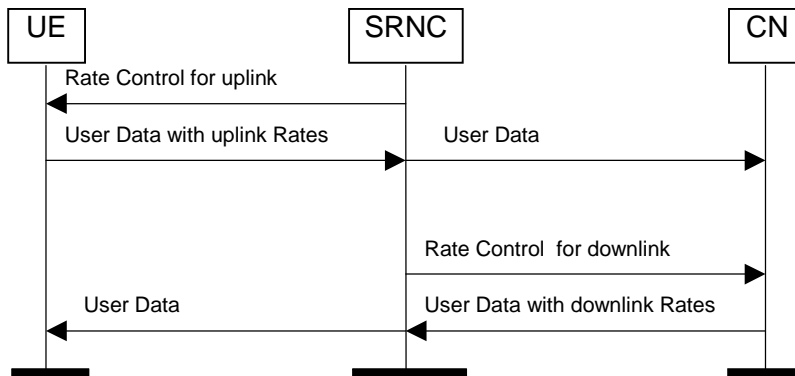 UE
SRNC
CN
Rate Control for uplink
User Data with uplink Rates
User Data
Rate Control  for downlink
User Data
User Data with downlink Rates